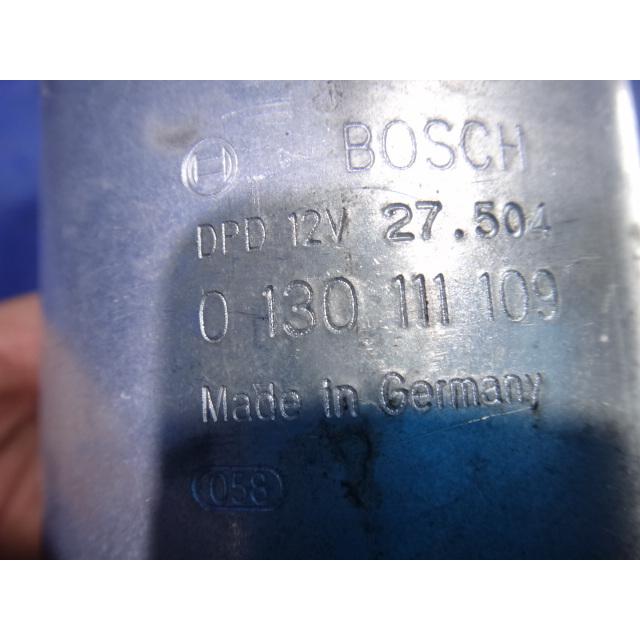 BOSCH
DPD 12V 27.504
0 130 111 109
Made in Germany
058